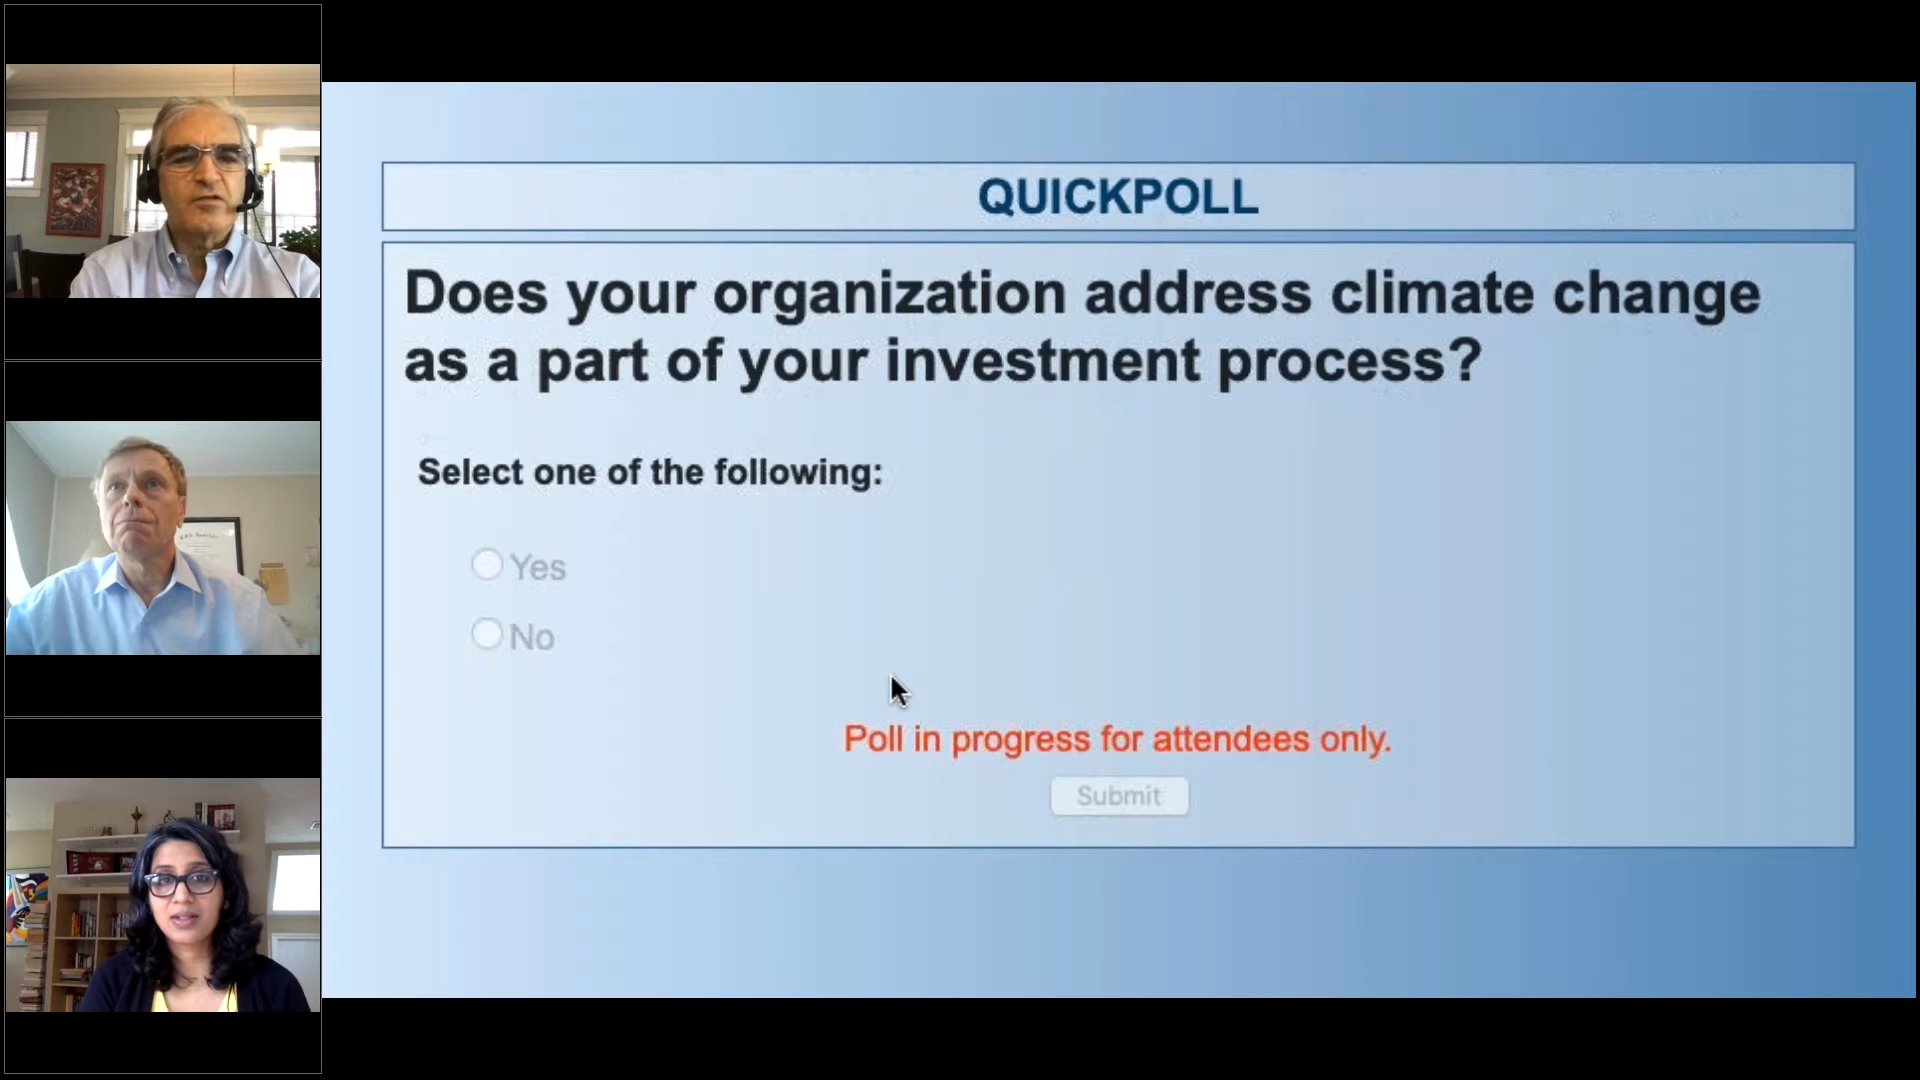 QUICKPOLL
Does your organization address climate change
as a part of your investment process?
Select one of the following:
Yes
No
Poll in progress for attendees only.
Submit